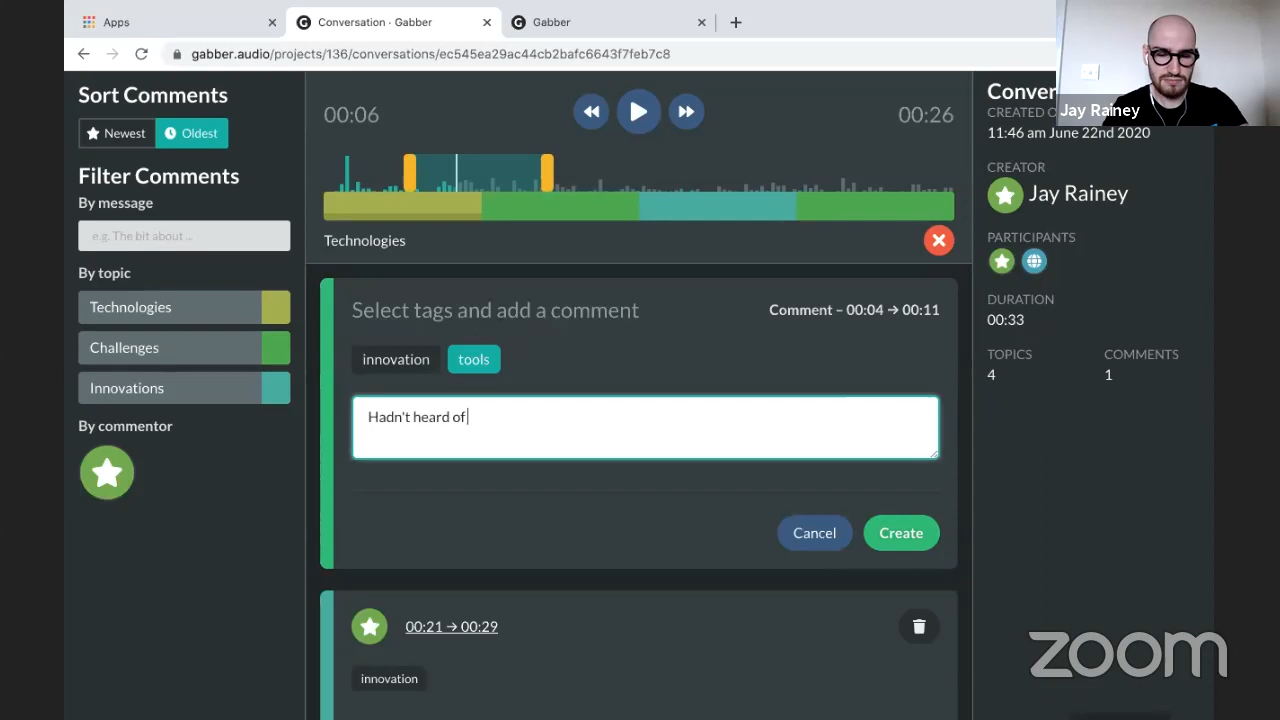 Apps
Conversation · Gabber
Gabber
gabber.audio/projects/136/conversations/ec545ea29ac44cb2bafc6643f7feb7c8
Sort Comments
Newest
Oldest
Filter Comments
By message
e.g. The bit about ...
By topic
Technologies
Challenges
Innovations
By commentor
00:06
00:26
Technologies
Select tags and add a comment
Comment – 00:04 → 00:11
innovation
tools
Hadn't heard of
Cancel
Create
00:21 → 00:29
innovation
Jay Rainey
CREATED O
11:46 am June 22nd 2020
CREATOR
Jay Rainey
PARTICIPANTS
DURATION
00:33
TOPICS
COMMENTS
4
1
zoom